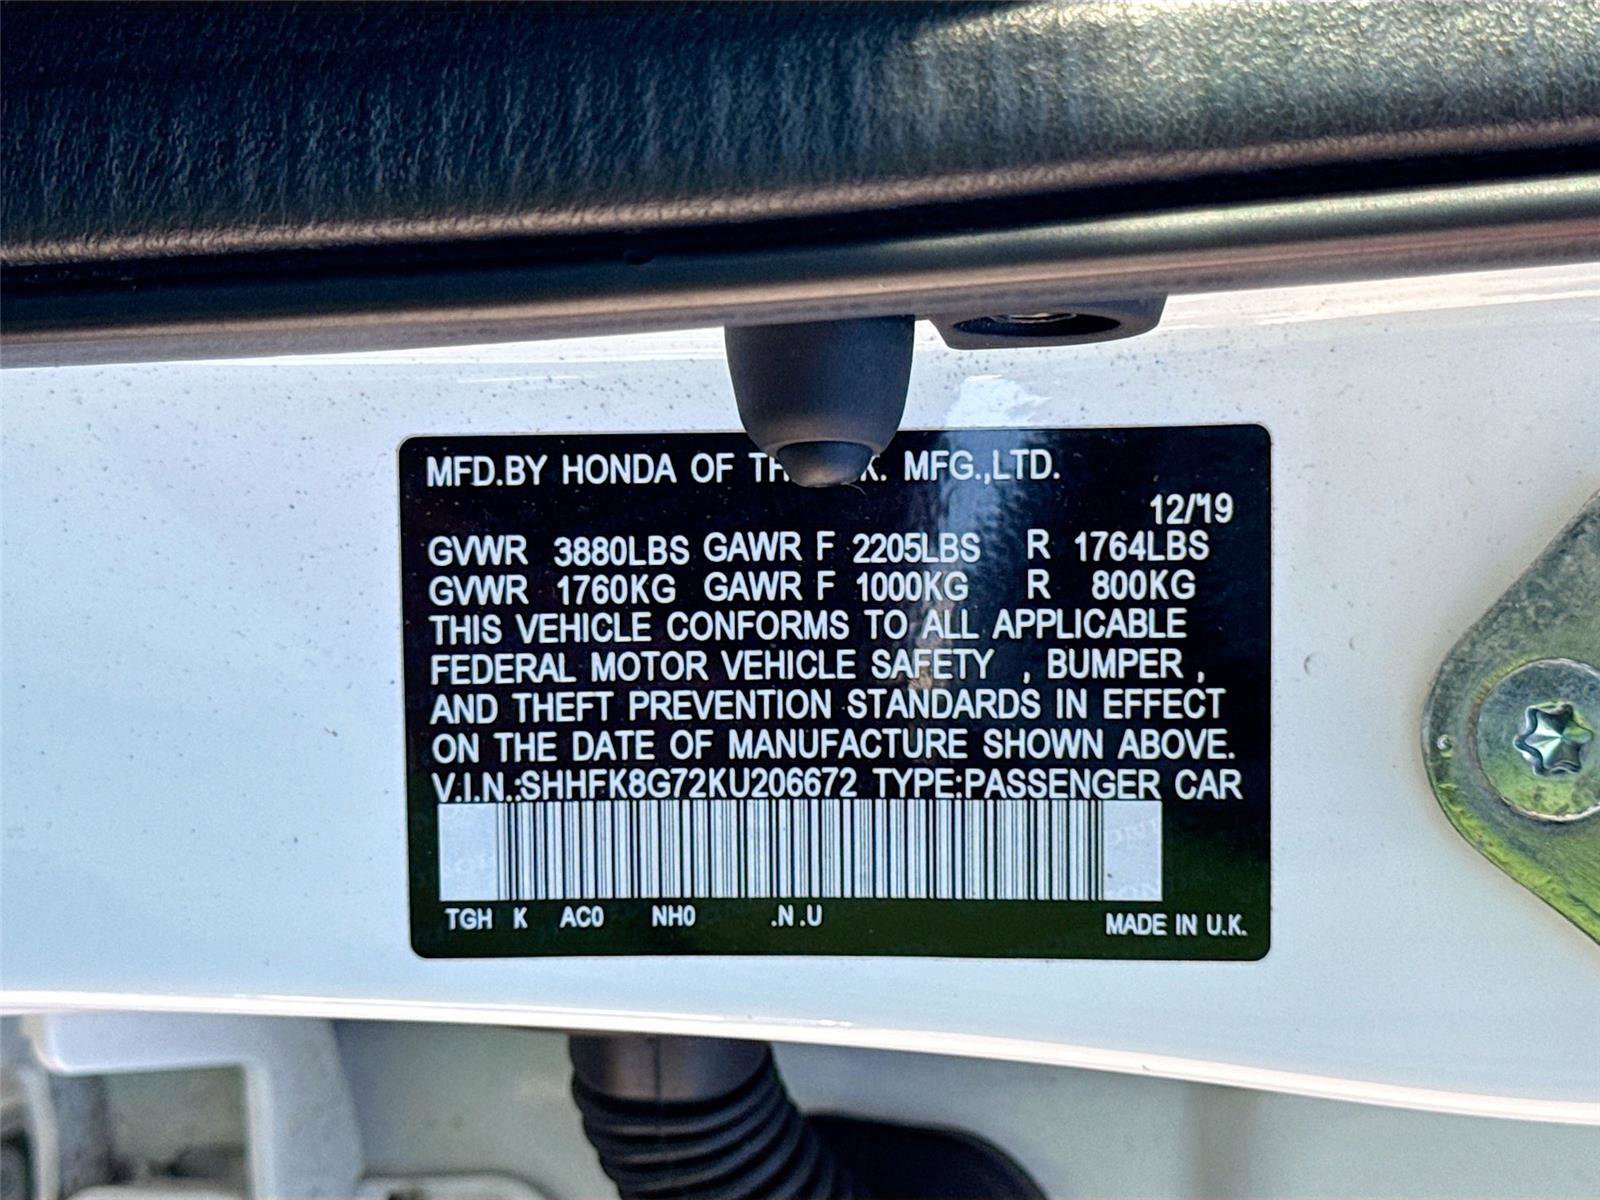 MFD.BY HONDA OF K. MFG.,LTD.
12/19
GVWR 3880LBS GAWR F 2205LBS R 1764LBS
GVWR 1760KG GAWR F 1000KG R 800KG
THIS VEHICLE CONFORMS TO ALL APPLICABLE
FEDERAL MOTOR VEHICLE SAFETY , BUMPER ,
AND THEFT PREVENTION STANDARDS IN EFFECT
ON THE DATE OF MANUFACTURE SHOWN ABOVE.
V.I.N.:SHHFK8G72KU206672 TYPE:PASSENGER CAR
TGH K AC0 NH0 .N .U MADE IN U.K.